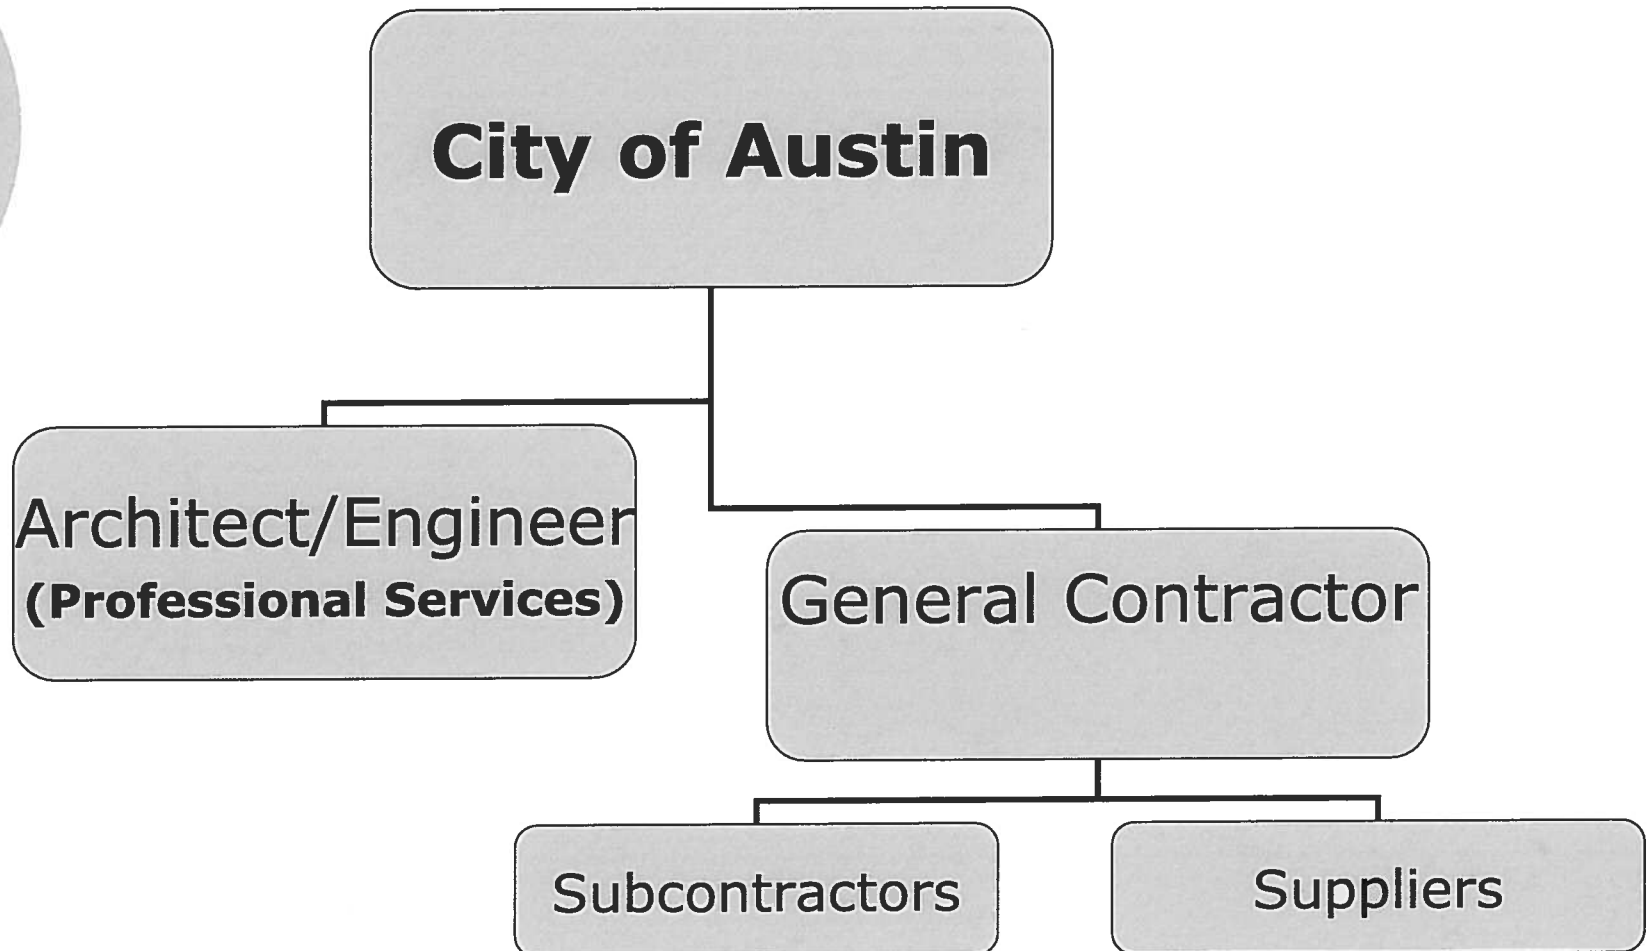 City of Austin
Architect/Engineer
(Professional Services)
General Contractor
Subcontractors
Suppliers